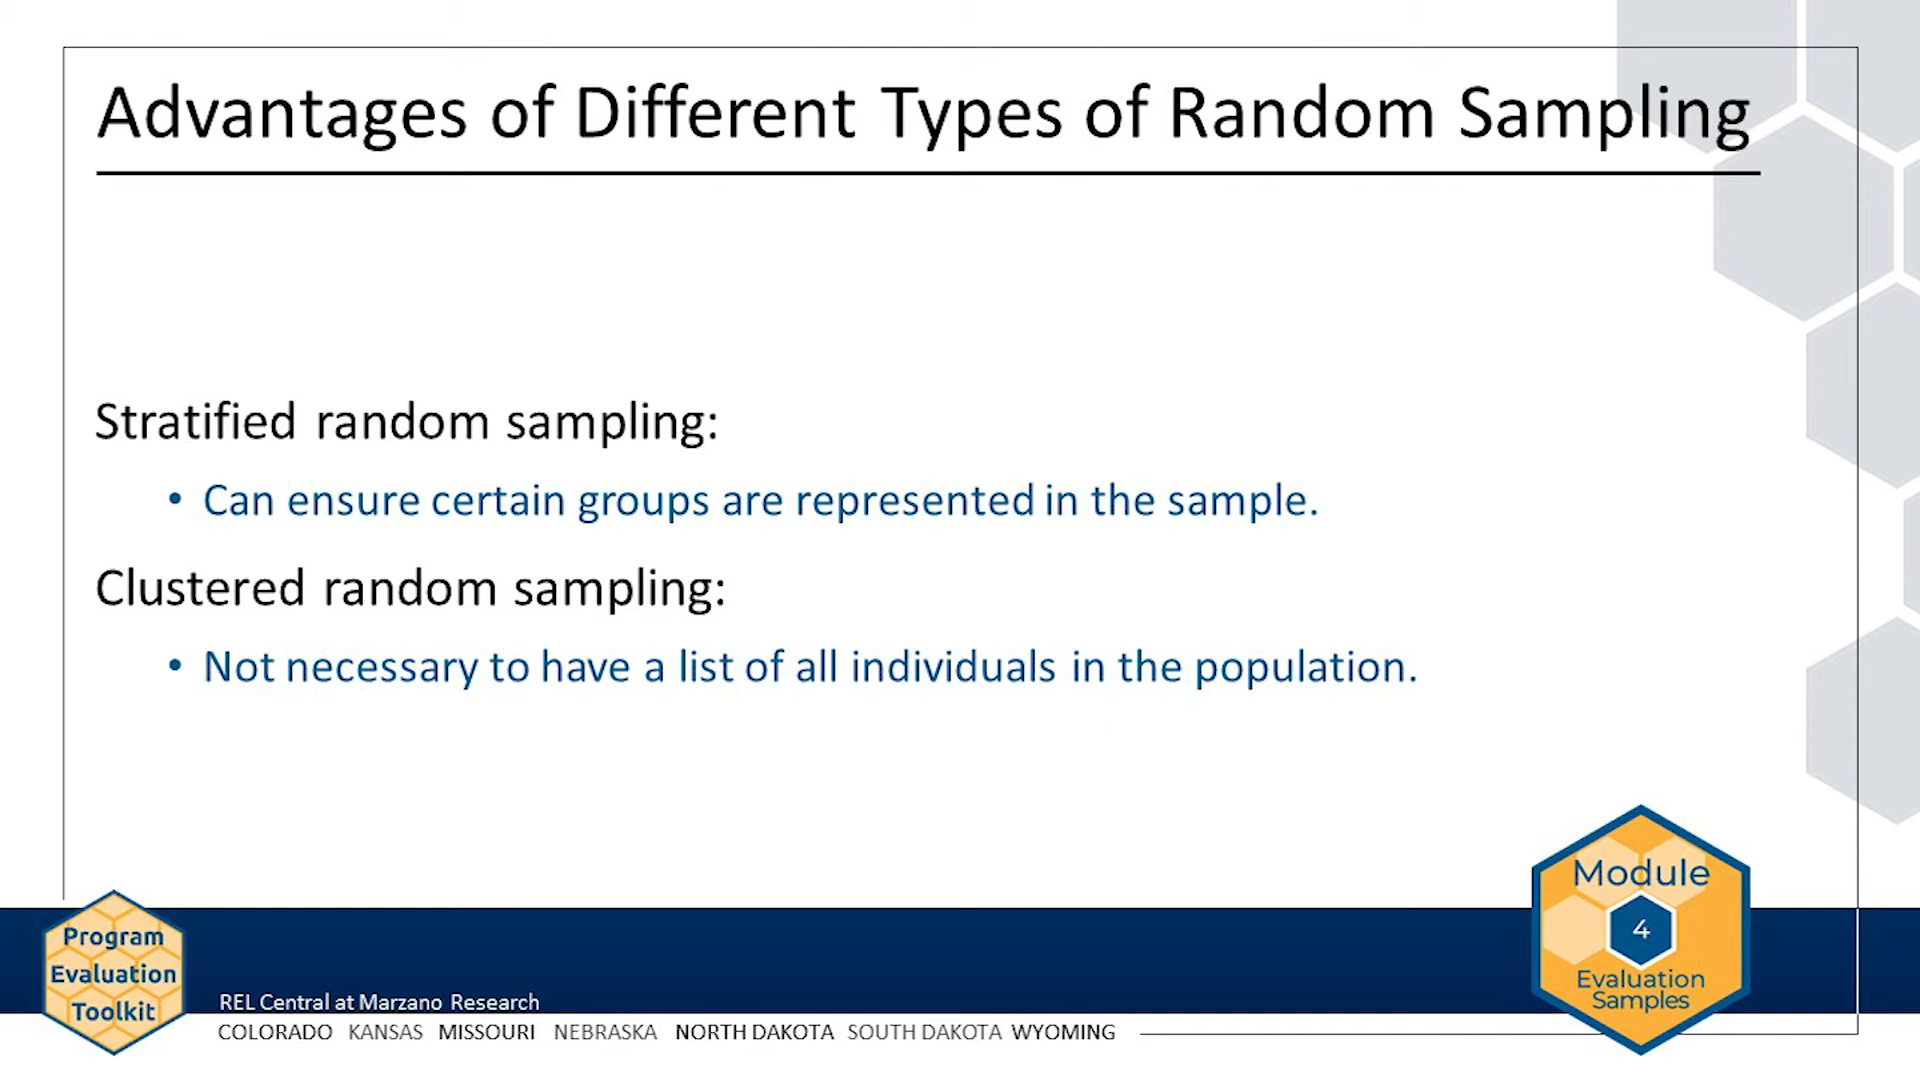 Advantages of Different Types of Random Sampling
Stratified random sampling:
• Can ensure certain groups are represented in the sample.
Clustered random sampling:
• Not necessary to have a list of all individuals in the population.
Module
4
Evaluation
Samples
Program
Evaluation
Toolkit
REL Central at Marzano Research
COLORADO KANSAS MISSOURI NEBRASKA NORTH DAKOTA SOUTH DAKOTA WYOMING